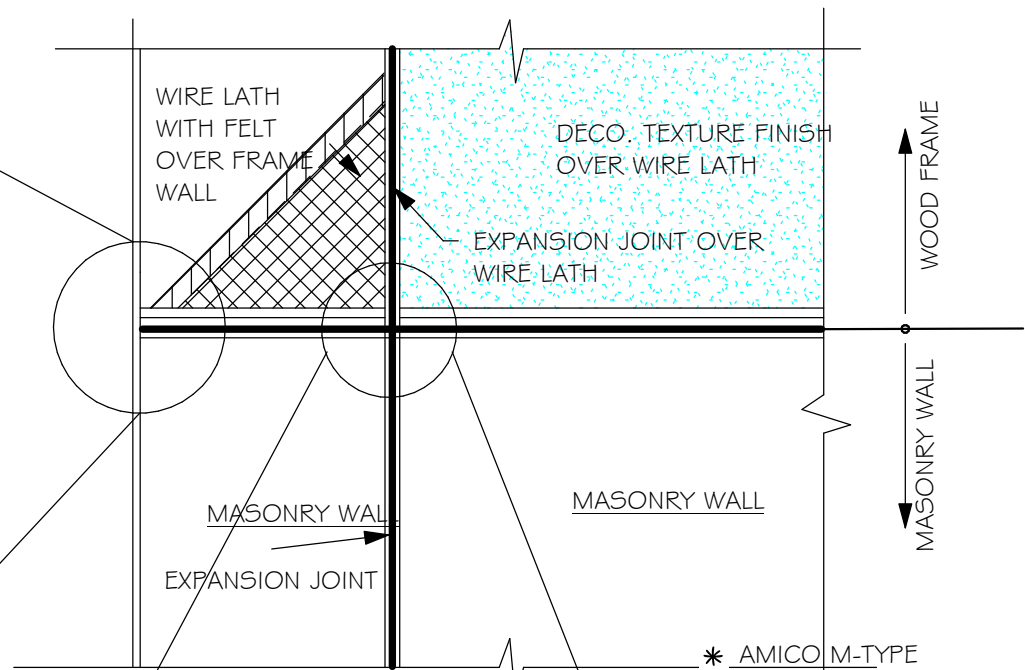 WIRE LATH
WITH FELT
OVER FRAME
WALL
DECO. TEXTURE FINISH
OVER WIRE LATH
EXPANSION JOINT OVER
WIRE LATH
WOOD FRAME
MASONRY WALL
MASONRY WALL
MASONRY WALL
EXPANSION JOINT
* AMICO M-TYPE